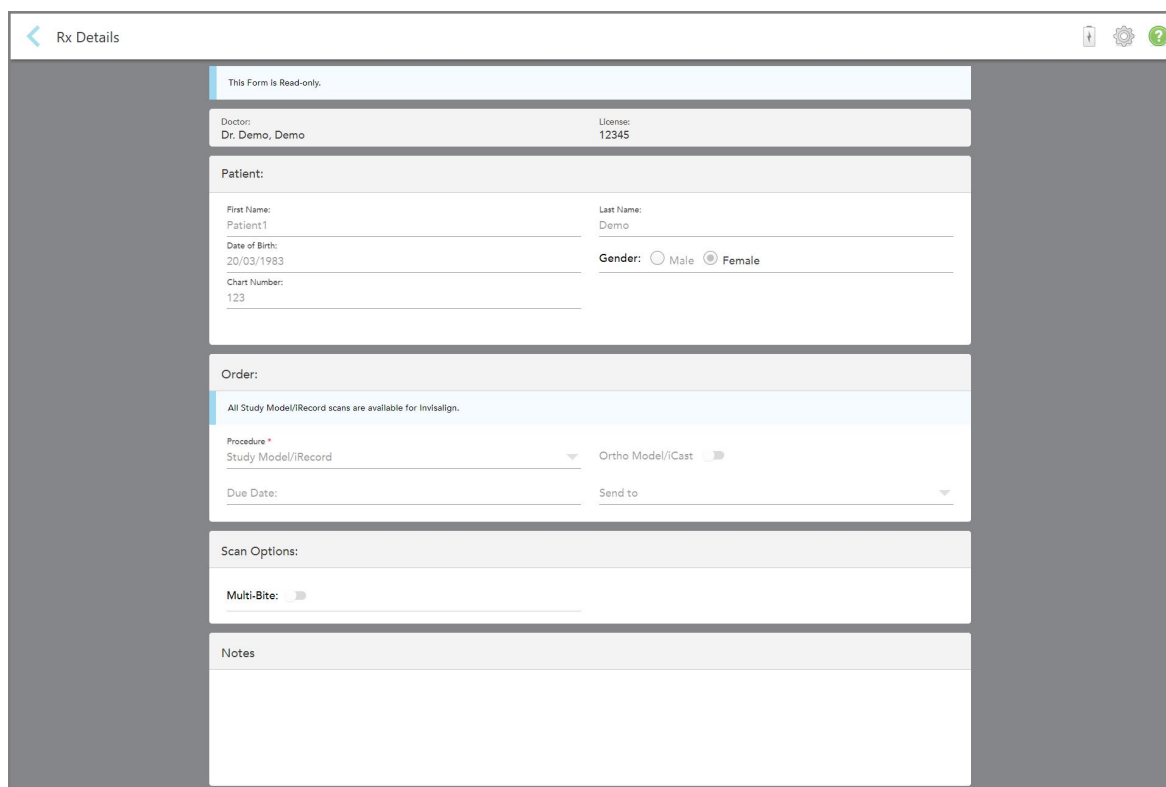 Rx Details
?
This Form is Read-only.
Doctor: License:
Dr. Demo, Demo 12345
Patient:
First Name: Last Name:
Patient1 Demo
Date of Birth:
20/03/1983 Gender: Male Female
Chart Number:
123
Order:
All Study Model/iRecord scans are available for Invisalign.
Procedure *
Study Model/iRecord Ortho Model/iCast
Due Date: Send to
Scan Options:
Multi-Bite:
Notes